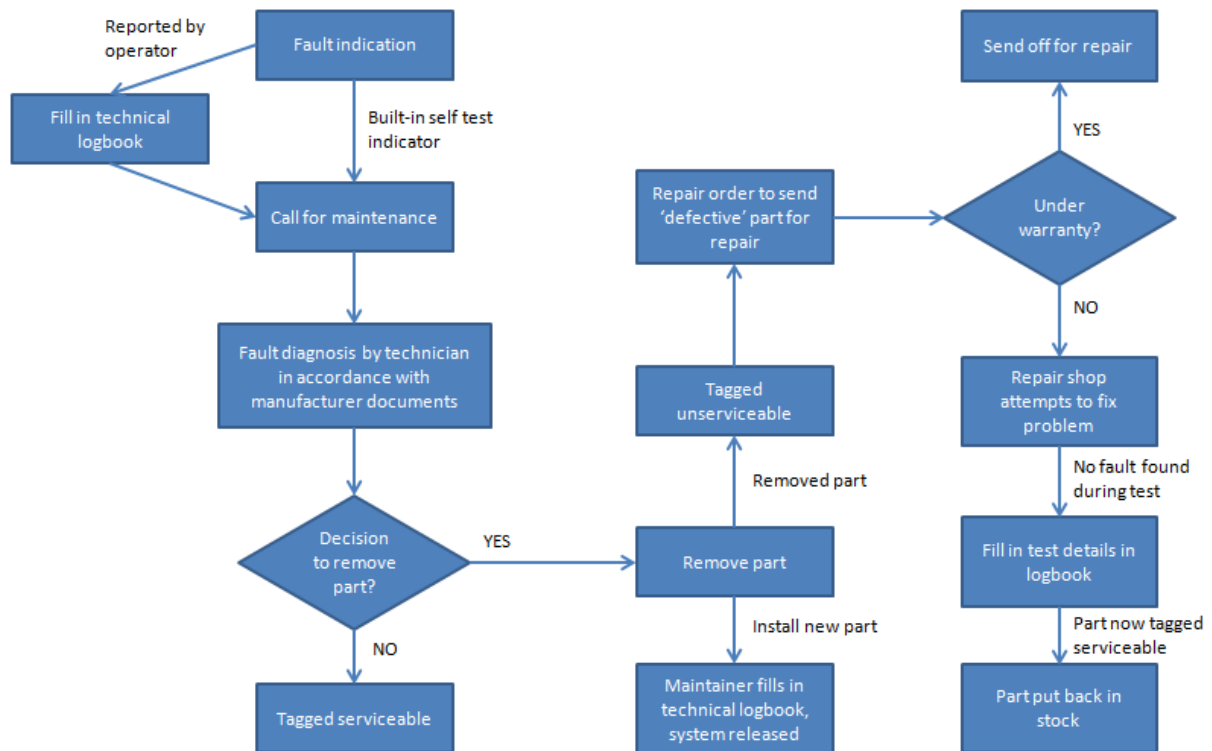 Reported by
operator
Fault indication
Fill in technical
logbook
Built-in self test
indicator
Call for maintenance
Fault diagnosis by technician
in accordance with
manufacturer documents
Decision
to remove
part?
YES
NO
Tagged serviceable
Remove part
Removed part
Tagged
unserviceable
Repair order to send
‘defective’ part for
repair
Install new part
Maintainer fills in
technical logbook,
system released
Under
warranty?
YES
Send off for repair
NO
Repair shop
attempts to fix
problem
No fault found
during test
Fill in test details in
logbook
Part now tagged
serviceable
Part put back in
stock